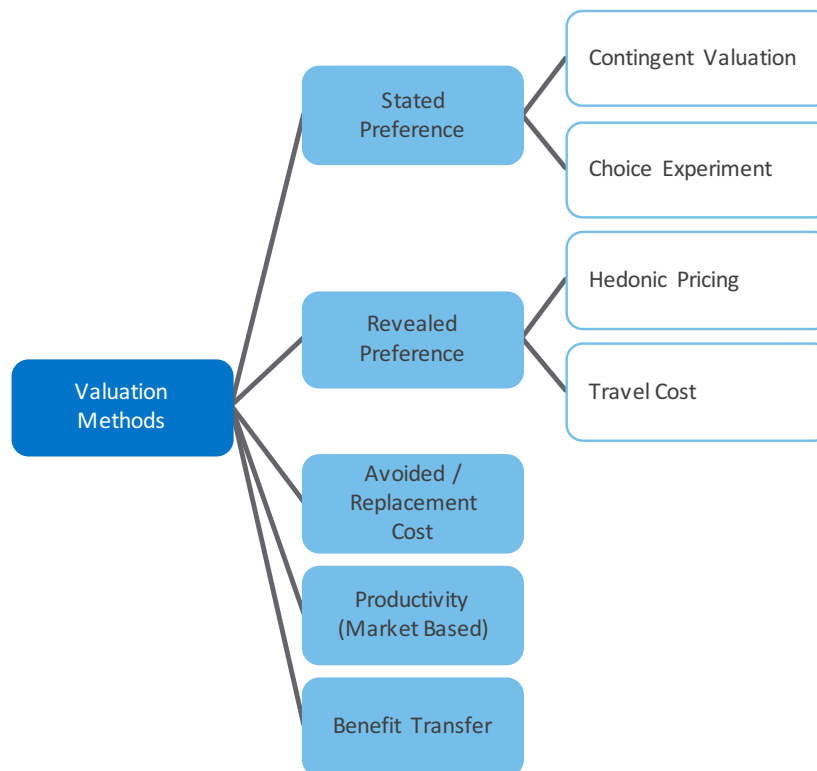 Valuation
Methods
Stated
Preference
Contingent Valuation
Choice Experiment
Revealed
Preference
Hedonic Pricing
Travel Cost
Avoided /
Replacement
Cost
Productivity
(Market Based)
Benefit Transfer